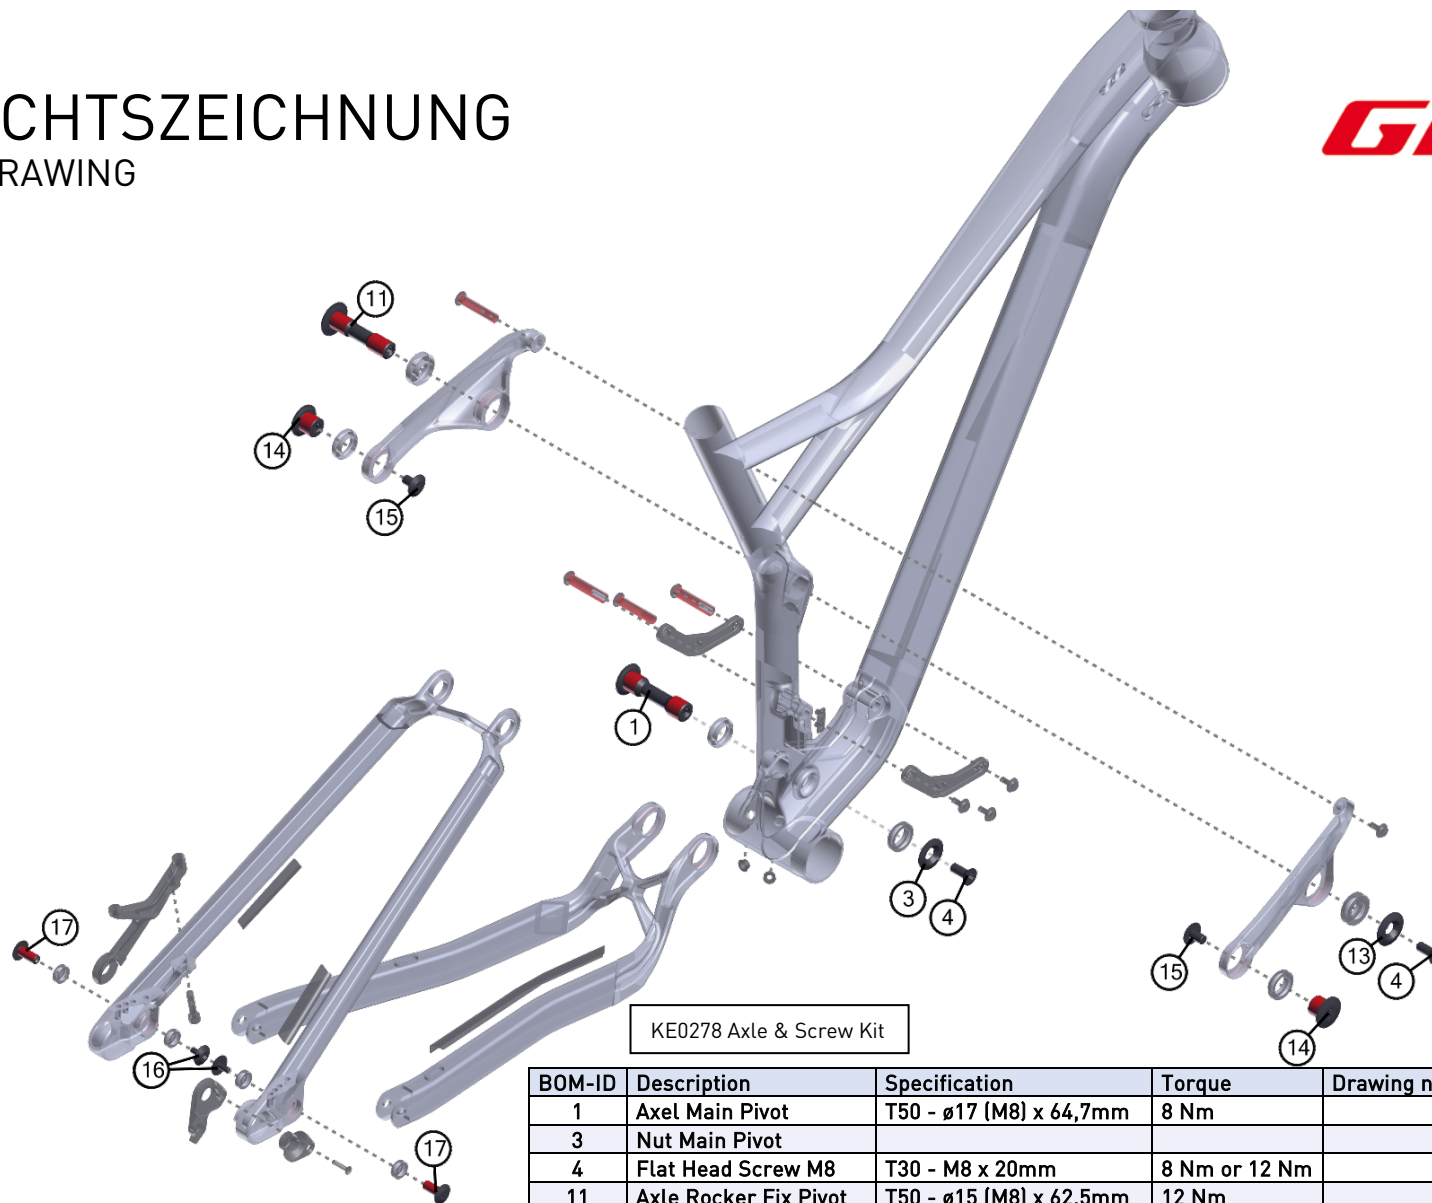 CHTSZEICHNUNG
RAWING
11
14
15
1
3
4
17
16
17
15
13
4
14
KE0278 Axle & Screw Kit
BOM-ID Description Specification Torque Drawing n
1 Axel Main Pivot T50 - ø17 (M8) x 64,7mm 8 Nm
3 Nut Main Pivot
4 Flat Head Screw M8 T30 - M8 x 20mm 8 Nm or 12 Nm
11 Axle Rocker Fix Pivot T50 - ø15 (M8) x 62,5mm 12 Nm